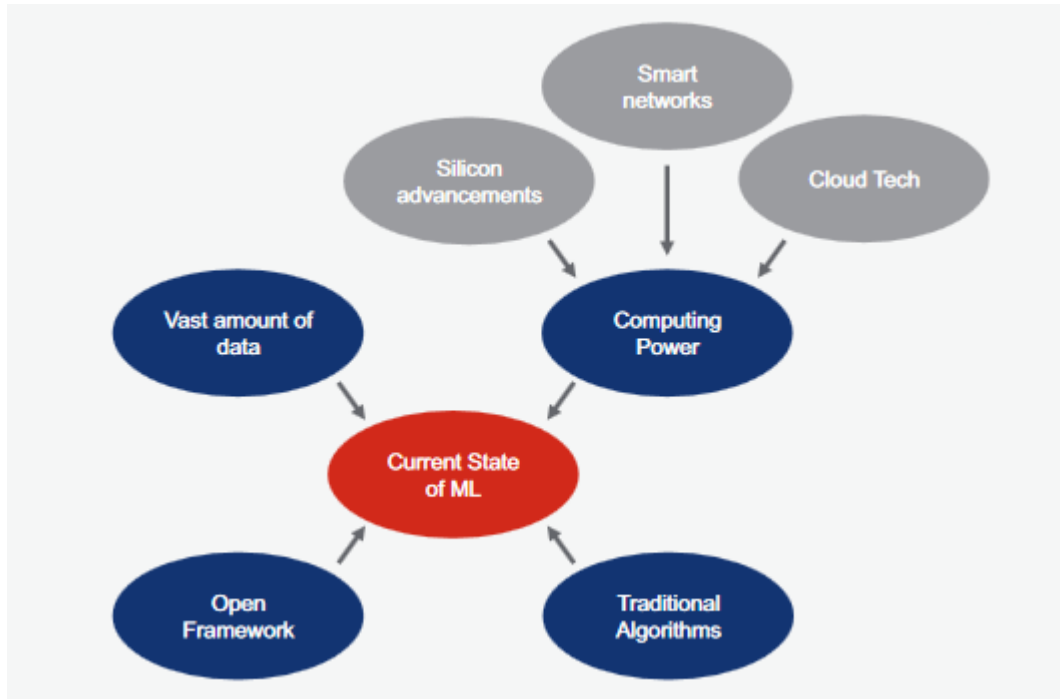 Smart
networks
Silicon
advancements
Cloud Tech
Vast amount of
data
Computing
Power
Current State
of ML
Open
Framework
Traditional
Algorithms